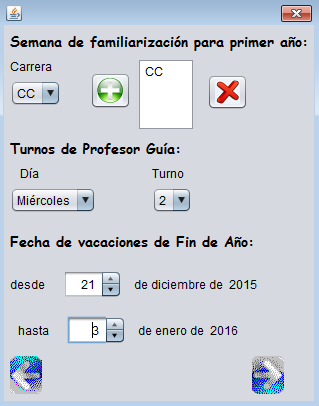 Semana de familiarización para primer año:
Carrera
CC
CC
Turnos de Profesor Guía:
Día Turno
Miércoles 2
Fecha de vacaciones de Fin de Año:
desde 21 de diciembre de 2015
hasta 3 de enero de 2016